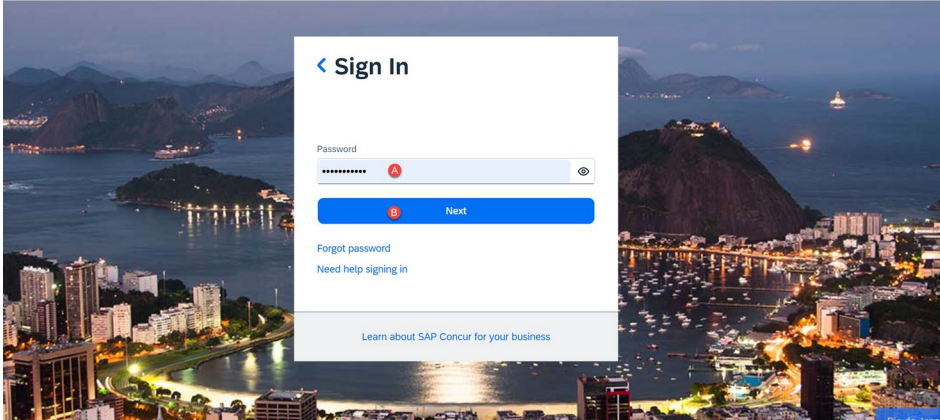 Sign In
Password
•••••••••••
A
B
Next
Forgot password
Need help signing in
Learn about SAP Concur for your business